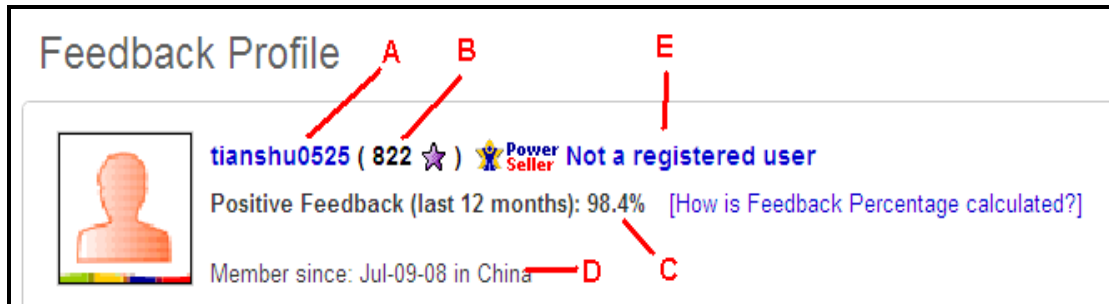 Feedback Profile
A B E
tianshu0525 ( 822 ) Power Seller Not a registered user
Positive Feedback (last 12 months): 98.4% [How is Feedback Percentage calculated?]
Member since: Jul-09-08 in China D C